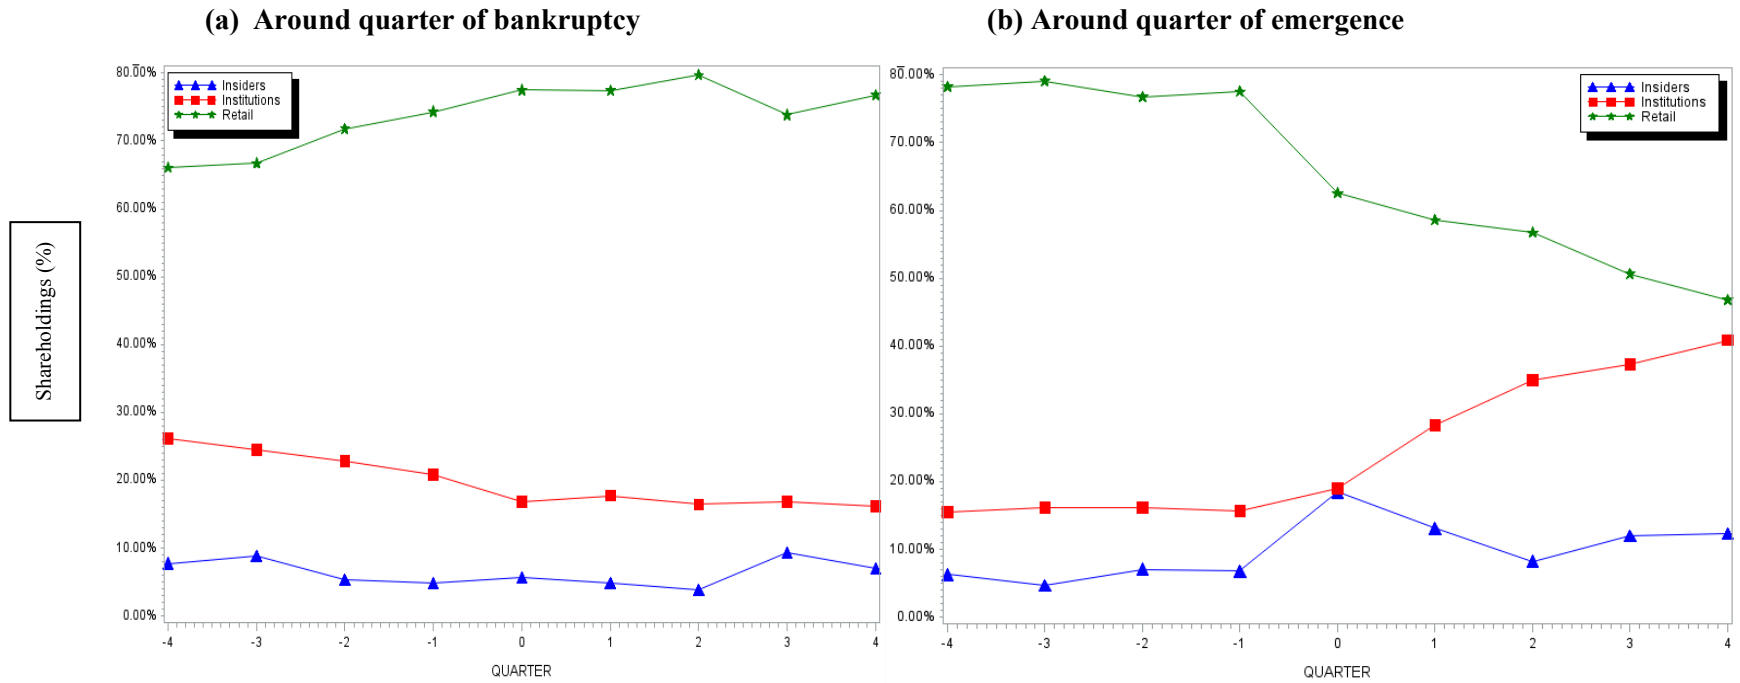 (a) Around quarter of bankruptcy
(b) Around quarter of emergence
Shareholdings (%)
80.00%
70.00%
60.00%
50.00%
40.00%
30.00%
20.00%
10.00%
0.00%
Insiders
Institutions
Retail
-4 -3 -2 -1 0 1 2 3 4
QUARTER
80.00%
70.00%
60.00%
50.00%
40.00%
30.00%
20.00%
10.00%
0.00%
Insiders
Institutions
Retail
-4 -3 -2 -1 0 1 2 3 4
QUARTER